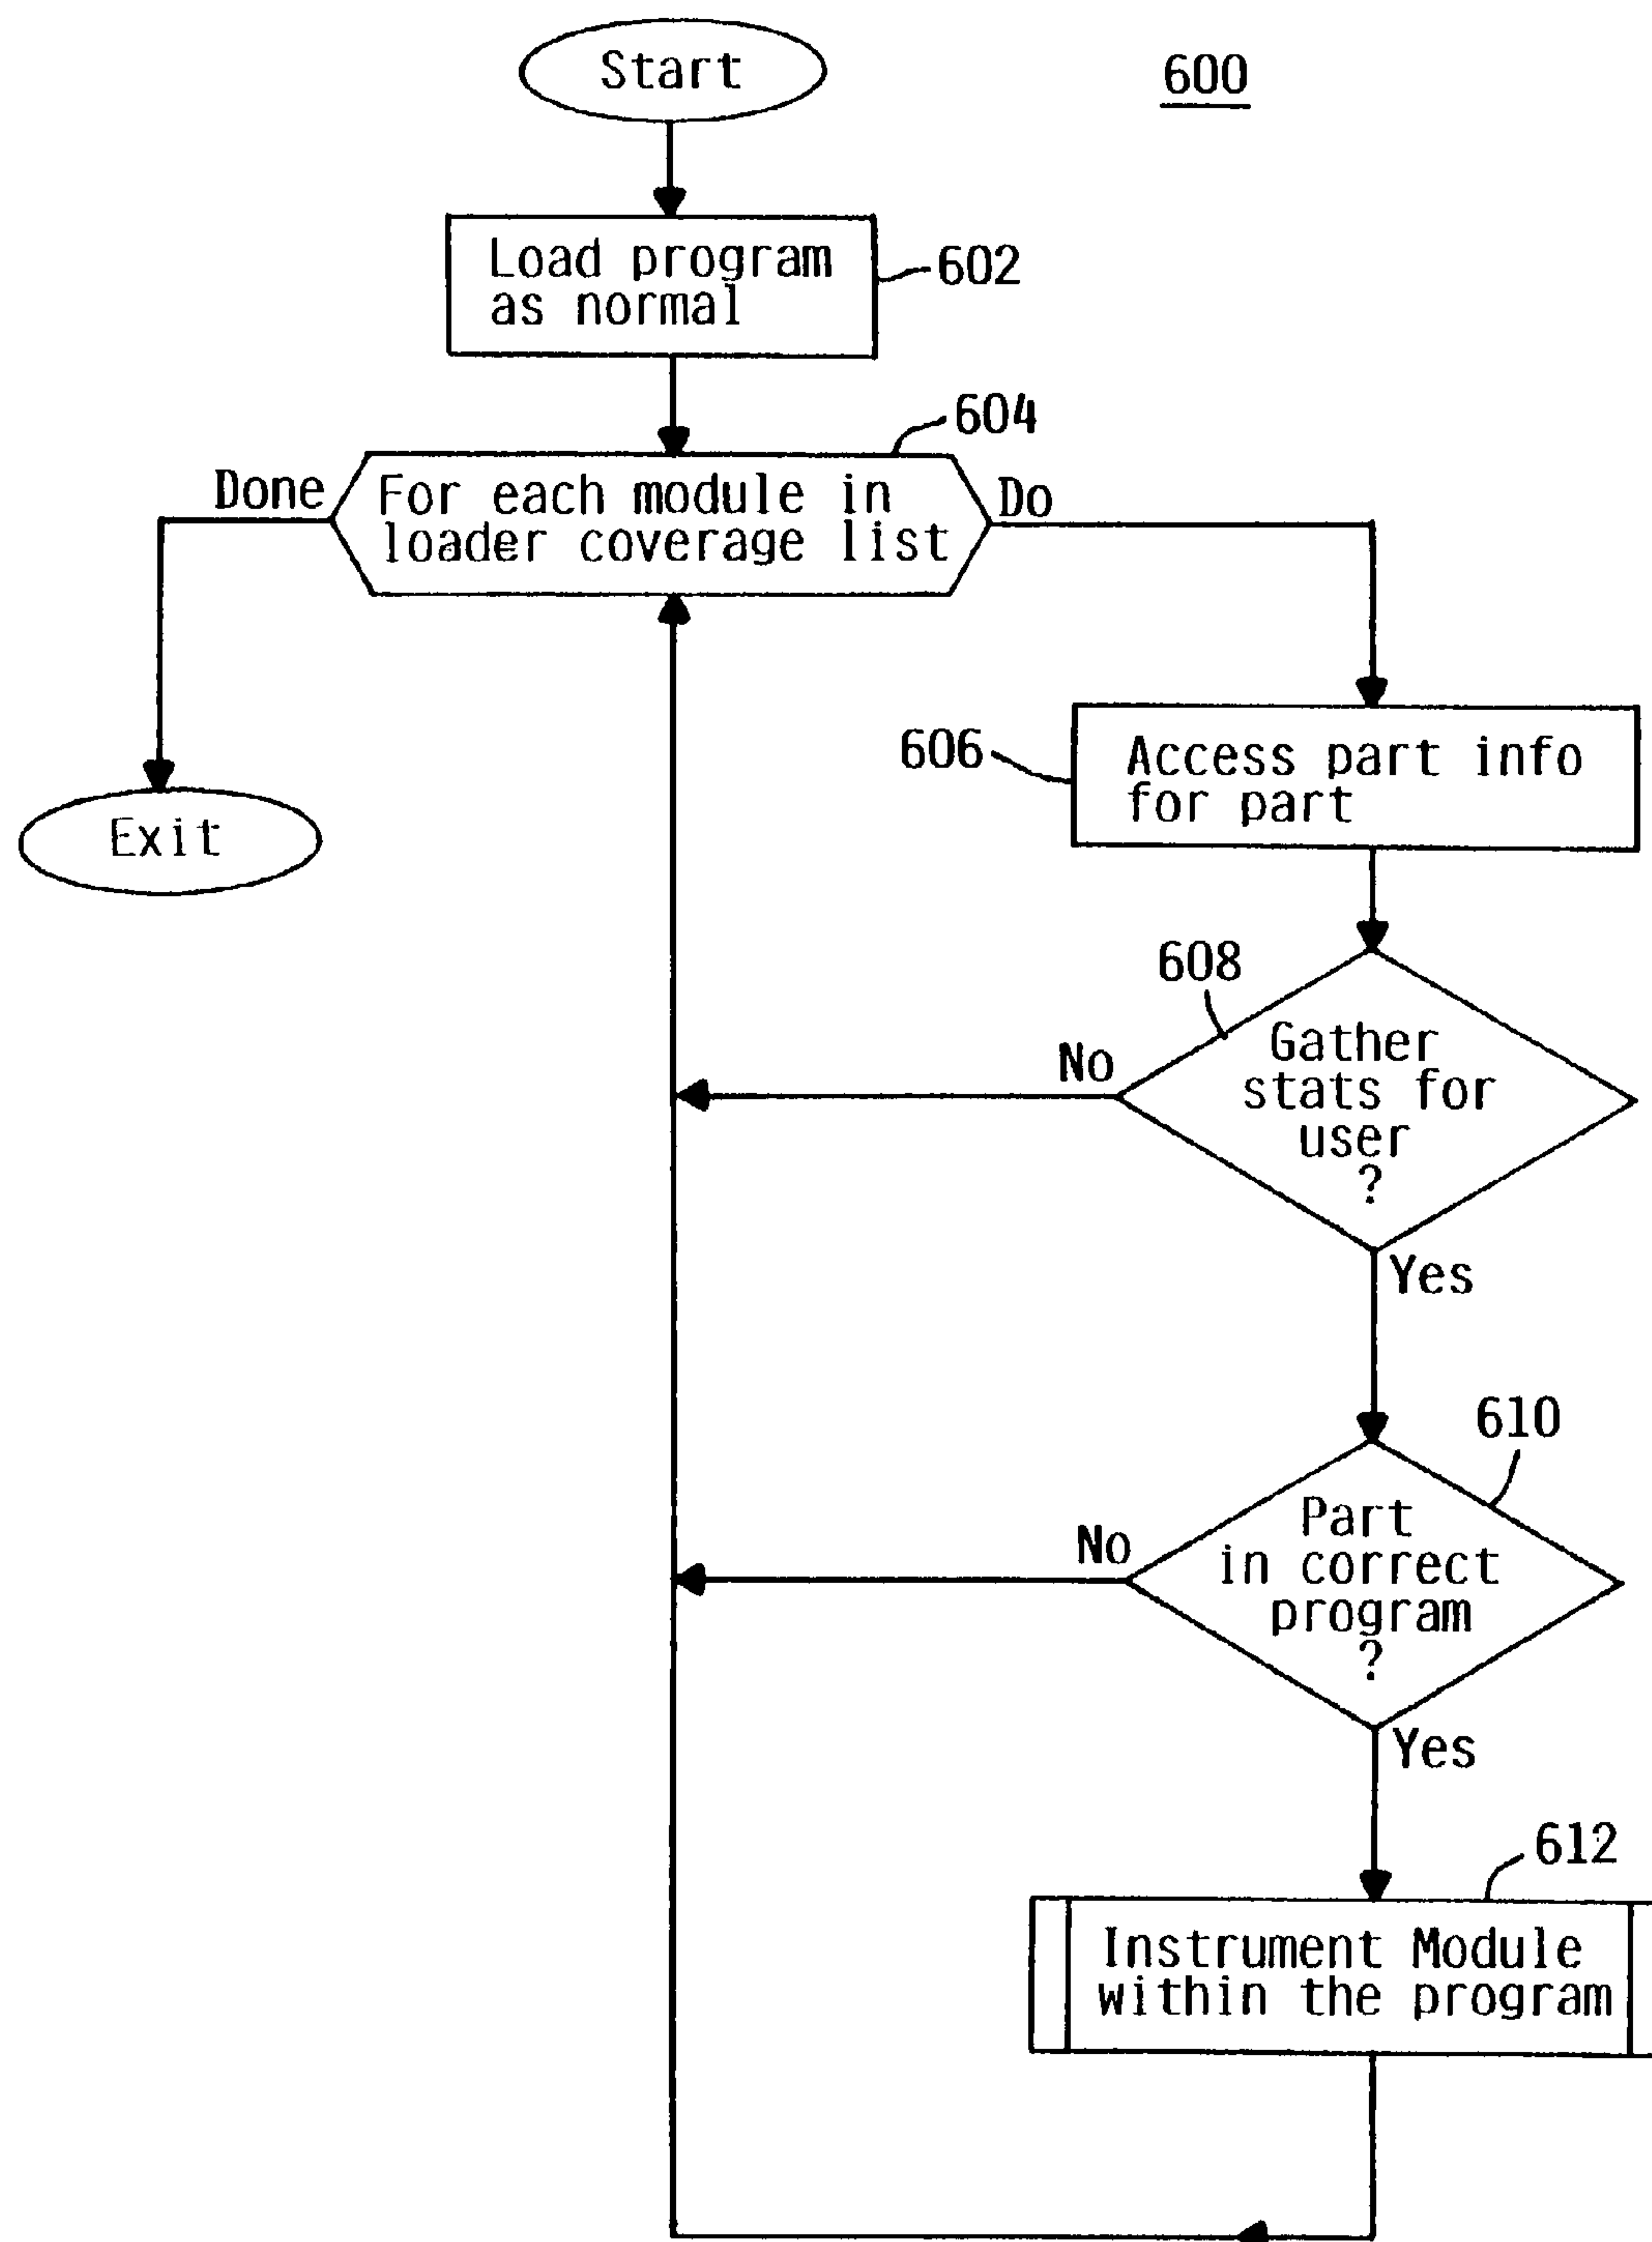 Start
600
Load program
as normal
602
604
Done
For each module in
loader coverage list
Do
606
Access part info
for part
Exit
608
Gather
stats for
user
?
No
Yes
610
Part
in correct
program
?
No
Yes
612
Instrument Module
within the program